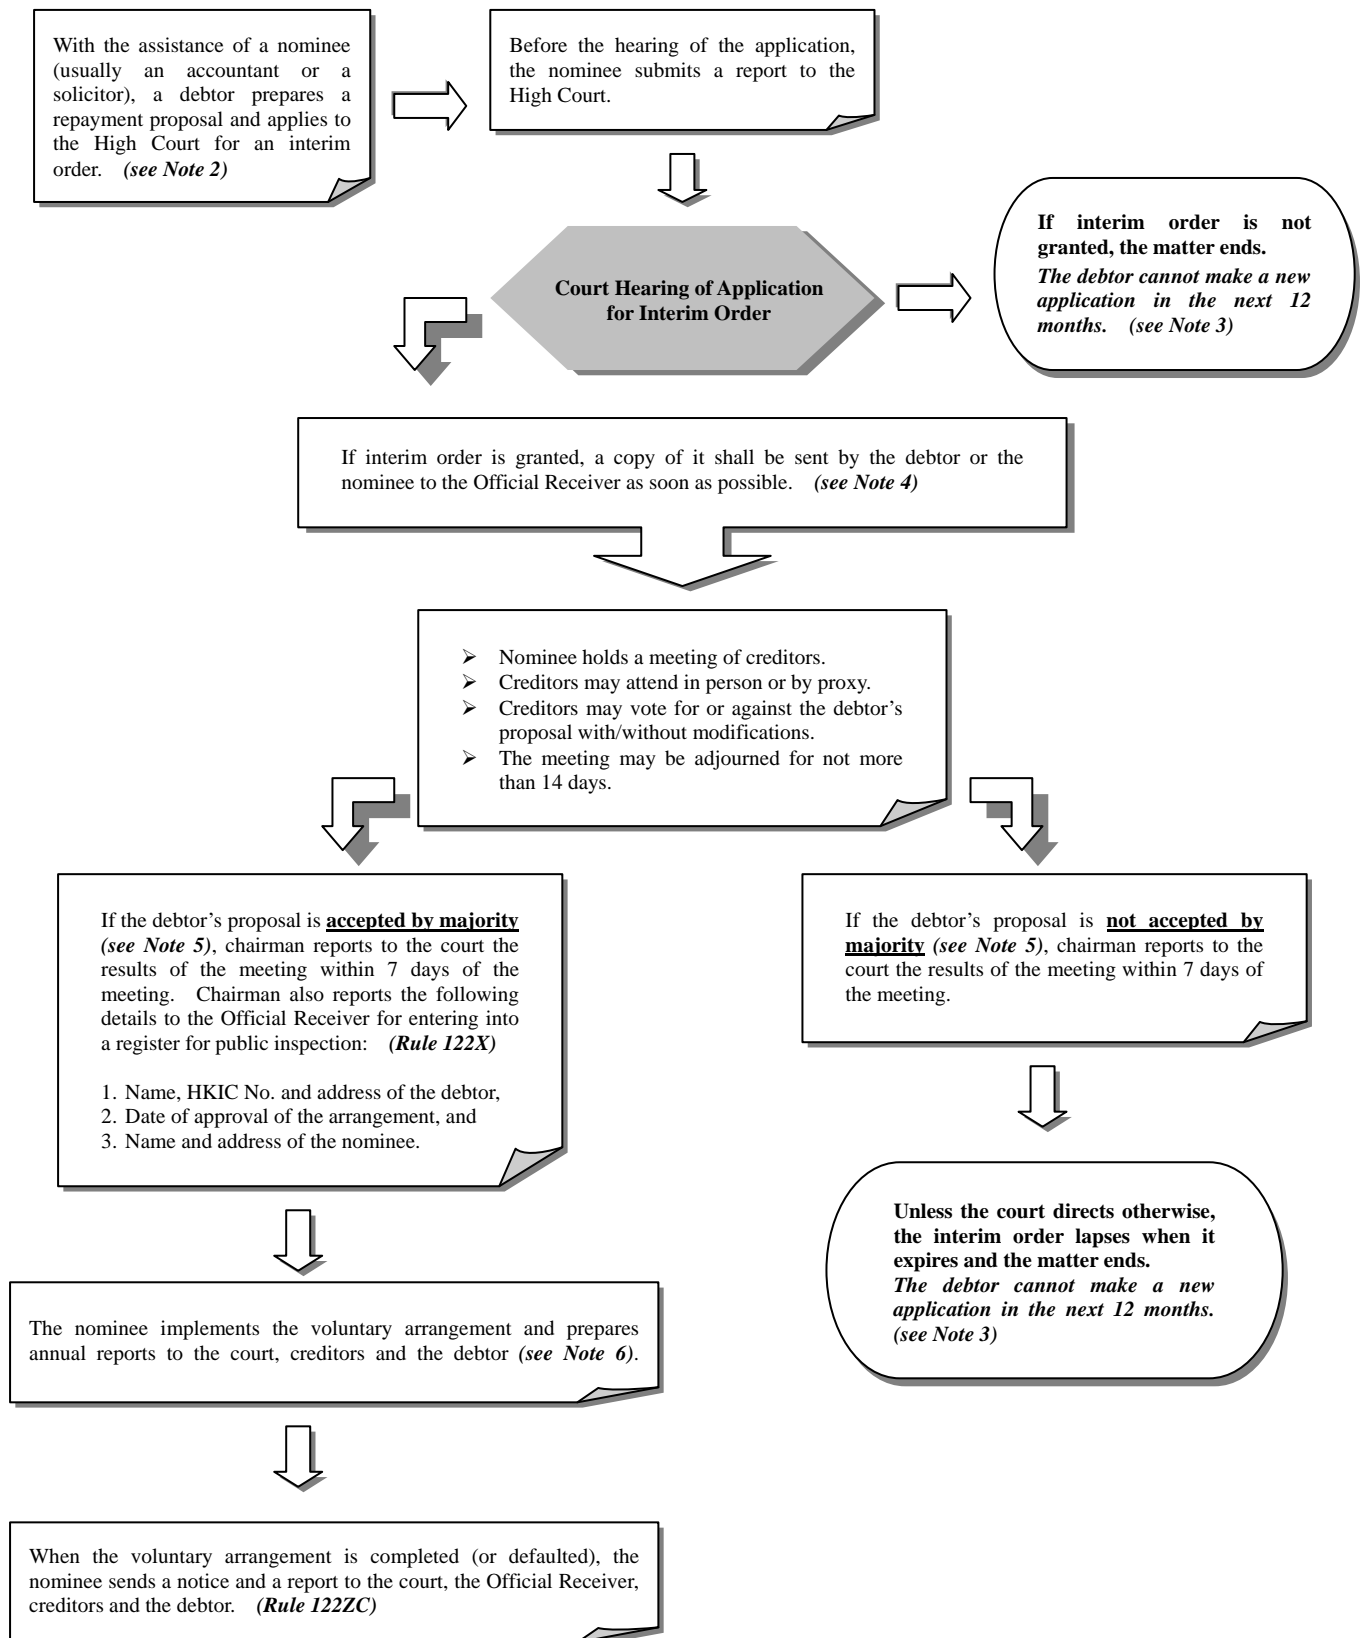 With the assistance of a nominee
(usually an accountant or a
solicitor), a debtor prepares a
repayment proposal and applies to
the High Court for an interim
order. (see Note 2)
Before the hearing of the application,
the nominee submits a report to the
High Court.
If interim order is not
granted, the matter ends.
The debtor cannot make a new
application in the next 12
months. (see Note 3)
Court Hearing of Application
for Interim Order
If interim order is granted, a copy of it shall be sent by the debtor or the
nominee to the Official Receiver as soon as possible. (see Note 4)
➢ Nominee holds a meeting of creditors.
➢ Creditors may attend in person or by proxy.
➢ Creditors may vote for or against the debtor’s
proposal with/without modifications.
➢ The meeting may be adjourned for not more
than 14 days.
If the debtor’s proposal is accepted by majority
(see Note 5), chairman reports to the court the
results of the meeting within 7 days of the
meeting. Chairman also reports the following
details to the Official Receiver for entering into
a register for public inspection: (Rule 122X)
1. Name, HKIC No. and address of the debtor,
2. Date of approval of the arrangement, and
3. Name and address of the nominee.
If the debtor’s proposal is not accepted by
majority (see Note 5), chairman reports to the
court the results of the meeting within 7 days of
the meeting.
Unless the court directs otherwise,
the interim order lapses when it
expires and the matter ends.
The debtor cannot make a new
application in the next 12 months.
(see Note 3)
The nominee implements the voluntary arrangement and prepares
annual reports to the court, creditors and the debtor (see Note 6).
When the voluntary arrangement is completed (or defaulted), the
nominee sends a notice and a report to the court, the Official Receiver,
creditors and the debtor. (Rule 122ZC)